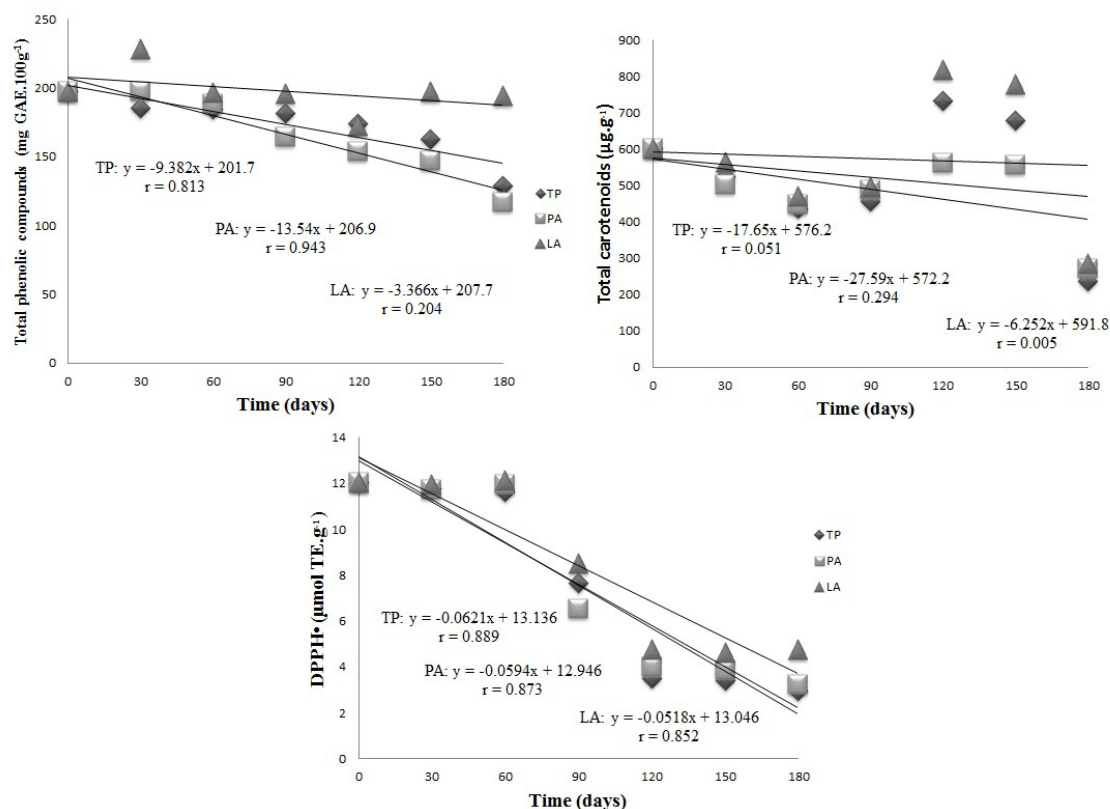 Total phenolic compounds (mg GAE.100g⁻¹)
250
200
150
100
50
0
0 30 60 90 120 150 180
Time (days)
TP: y = -9.382x + 201.7
r = 0.813
PA: y = -13.54x + 206.9
r = 0.943
LA: y = -3.366x + 207.7
r = 0.204
TP
PA
LA
Total carotenoids (µg.g⁻¹)
900
800
700
600
500
400
300
200
100
0
0 30 60 90 120 150 180
Time (days)
TP: y = -17.65x + 576.2
r = 0.051
PA: y = -27.59x + 572.2
r = 0.294
LA: y = -6.252x + 591.8
r = 0.005
DPPH• (µmol TE.g⁻¹)
14
12
10
8
6
4
2
0
0 30 60 90 120 150 180
Time (days)
TP: y = -0.0621x + 13.136
r = 0.889
PA: y = -0.0594x + 12.946
r = 0.873
LA: y = -0.0518x + 13.046
r = 0.852
TP
PA
LA